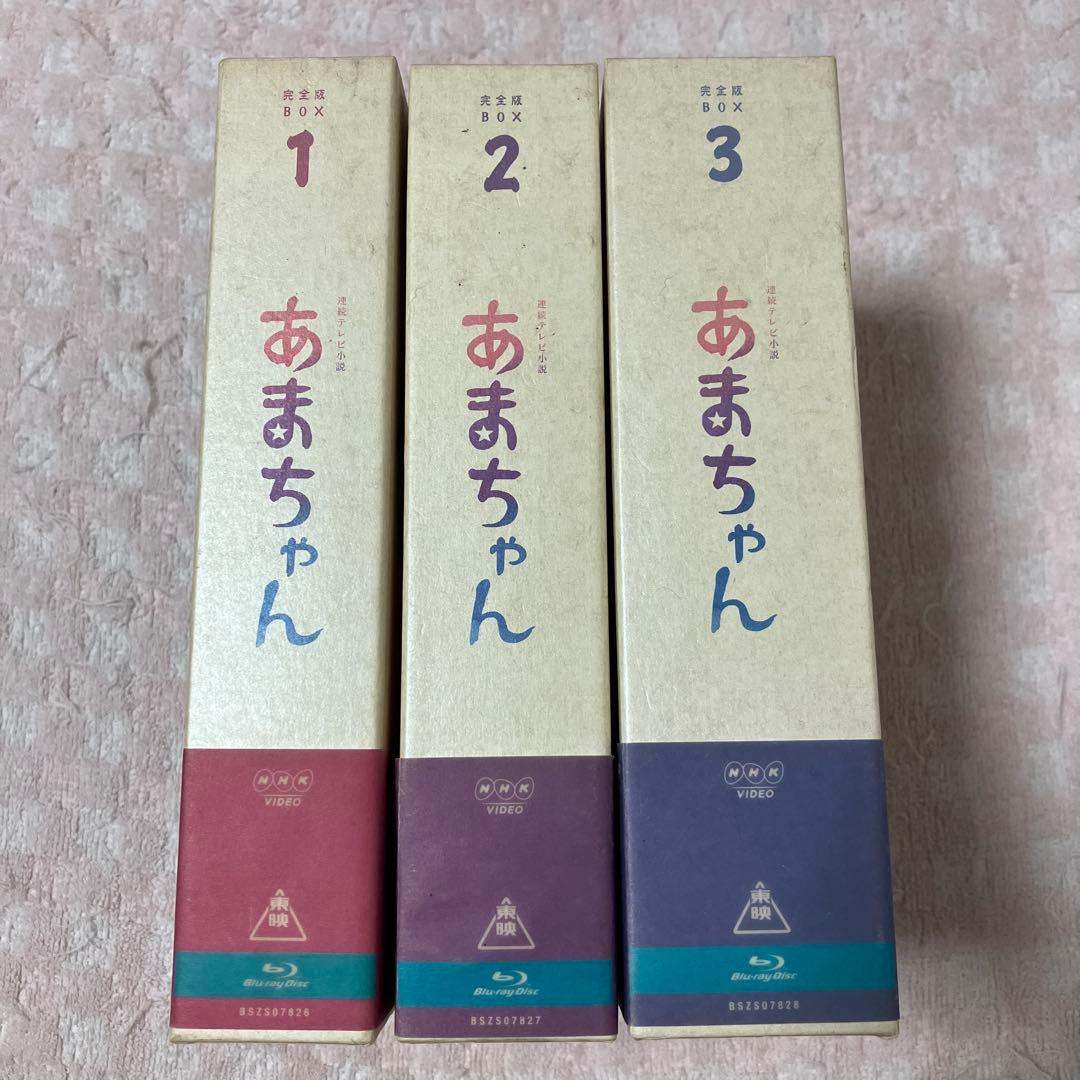 完全版
BOX
1
連続テレビ小説
あまちゃん
NHK
VIDEO
東映
Blu-ray Disc
BSZS07826
完全版
BOX
2
連続テレビ小説
あまちゃん
NHK
VIDEO
東映
Blu-ray Disc
BSZS07827
完全版
BOX
3
連続テレビ小説
あまちゃん
NHK
VIDEO
東映
Blu-ray Disc
BSZS07828